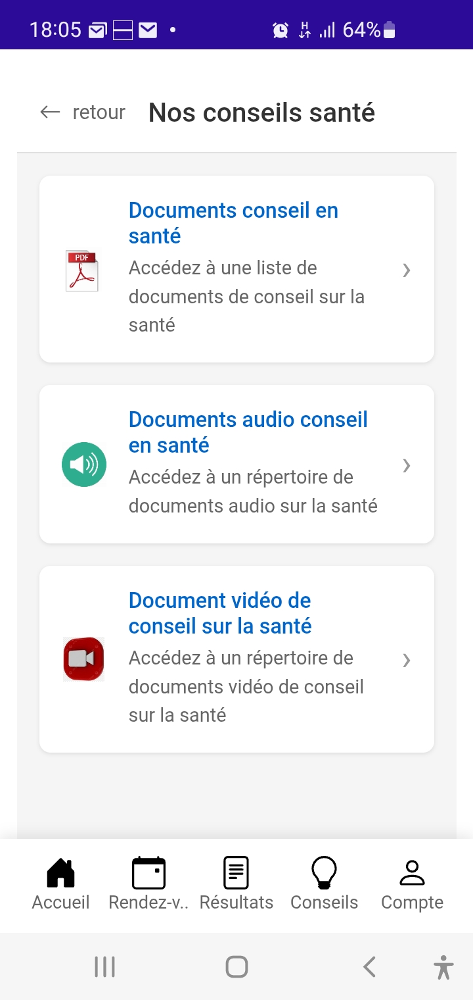 18:05
H
64%
retour
Nos conseils santé
Documents conseil en
santé
PDF
Accédez à une liste de
documents de conseil sur la
santé
Documents audio conseil
en santé
Accédez à un répertoire de
documents audio sur la santé
Document vidéo de
conseil sur la santé
Accédez à un répertoire de
documents vidéo de conseil
sur la santé
Accueil
Rendez-v..
Résultats
Conseils
Compte